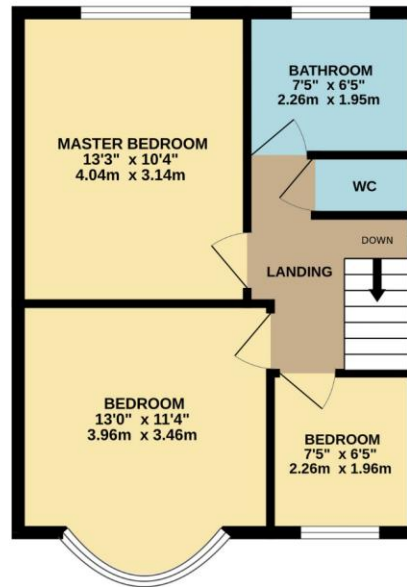 BATHROOM
7'5" x 6'5"
2.26m x 1.95m
MASTER BEDROOM
13'3" x 10'4"
4.04m x 3.14m
WC
DOWN
LANDING
BEDROOM
13'0" x 11'4"
3.96m x 3.46m
BEDROOM
7'5" x 6'5"
2.26m x 1.96m